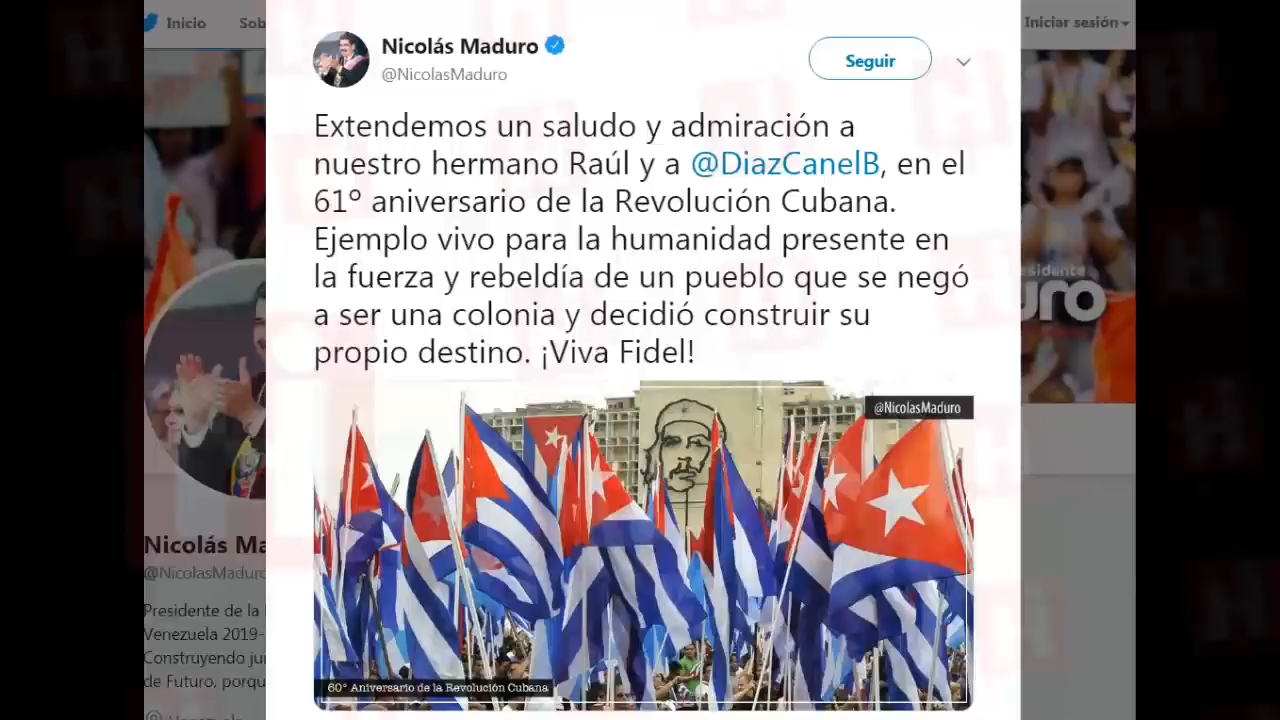 Inicio
Sob
Iniciar sesión
Nicolás Maduro
@NicolasMaduro
Seguir
Extendemos un saludo y admiración a
nuestro hermano Raúl y a @DiazCanelB, en el
61º aniversario de la Revolución Cubana.
Ejemplo vivo para la humanidad presente en
la fuerza y rebeldía de un pueblo que se negó
a ser una colonia y decidió construir su
propio destino. ¡Viva Fidel!
@NicolasMaduro
60° Aniversario de la Revolución Cubana
esidente
uro
Nicolás Ma
@NicolasMaduro
Presidente de la
Venezuela 2019-
Construyendo ju
de Futuro, porqu